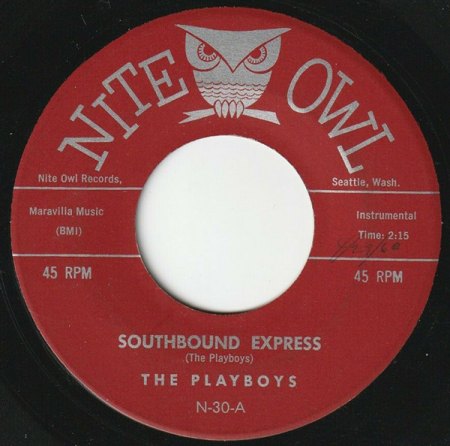 NITE OWL
Nite Owl Records,
Seattle, Wash.
Maravilla Music
(BMI)
Instrumental
Time: 2:15
45 RPM
45 RPM
SOUTHBOUND EXPRESS
(The Playboys)
THE PLAYBOYS
N-30-A